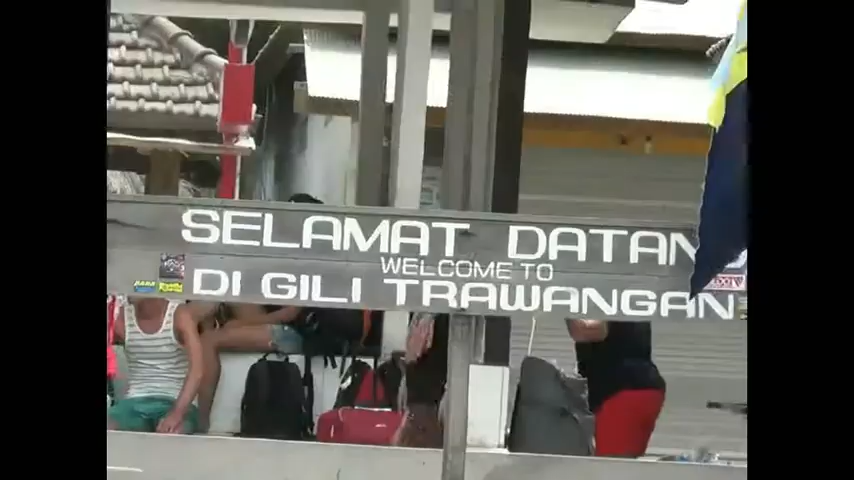 SELAMAT DATAN
WELCOME TO
DI GILI TRAWANGAN